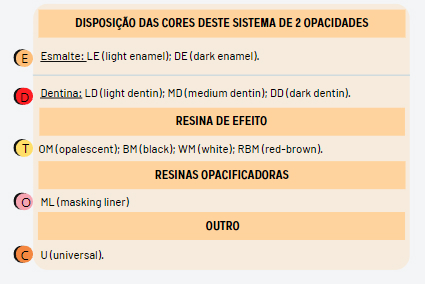 DISPOSIÇÃO DAS CORES DESTE SISTEMA DE 2 OPACIDADES
E Esmalte: LE (light enamel); DE (dark enamel).
D Dentina: LD (light dentin); MD (medium dentin); DD (dark dentin).
RESINA DE EFEITO
T OM (opalescent); BM (black); WM (white); RBM (red-brown).
RESINAS OPACIFICADORAS
O ML (masking liner)
OUTRO
C U (universal).